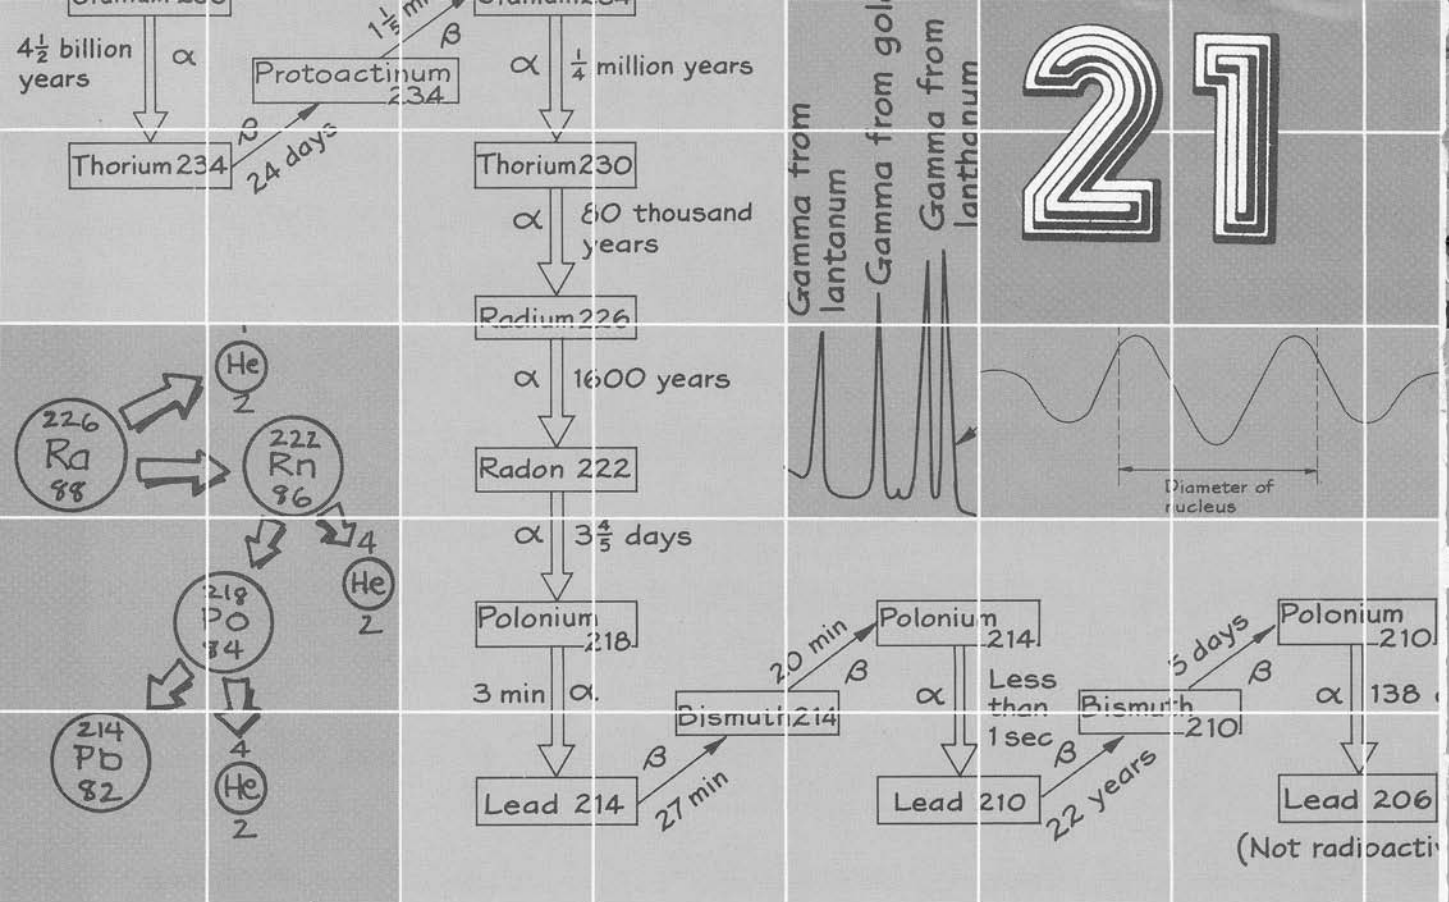 4½ billion
years
α
Protoactinum
234
Thorium 234
β
24 days
β
α
¼ million years
Thorium 230
α
80 thousand
years
Radium 226
α
1600 years
Radon 222
α
3⅘ days
Polonium
218
3 min
α
Lead 214
β
27 min
Bismuth 214
20 min
β
Polonium
214
α
Less
than
1 sec
Lead 210
β
22 years
Bismuth
210
5 days
β
Polonium
210
α
138
Lead 206
Gamma from
lantanum
Gamma from
Gamma from
lanthanum
21
Diameter of
nucleus
226
Ra
88
He
2
222
Rn
86
4
He
2
218
PO
84
214
Pb
82
4
He
2
(Not